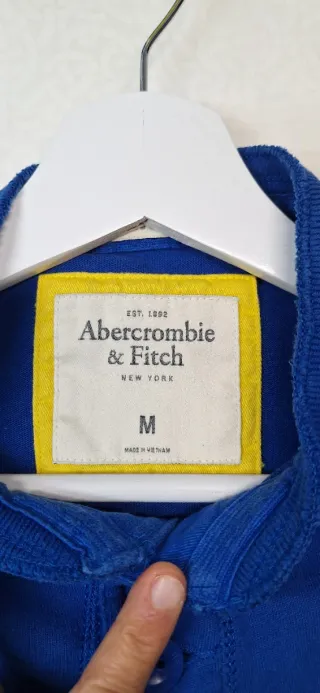 EST. 1892
Abercrombie
& Fitch
NEW YORK
M
MADE IN VIETNAM